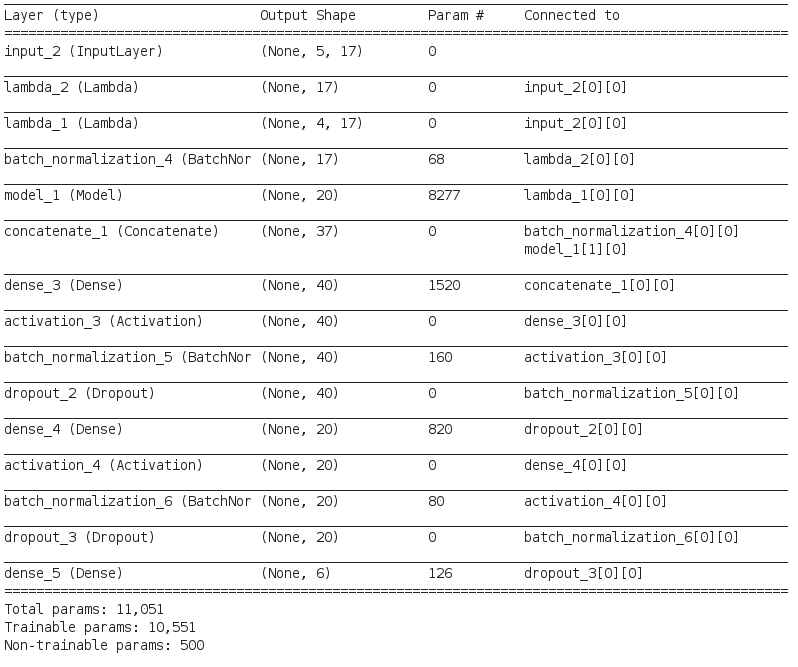 Layer (type) Output Shape Param # Connected to
input_2 (InputLayer) (None, 5, 17) 0
lambda_2 (Lambda) (None, 17) 0 input_2[0][0]
lambda_1 (Lambda) (None, 4, 17) 0 input_2[0][0]
batch_normalization_4 (BatchNor (None, 17) 68 lambda_2[0][0]
model_1 (Model) (None, 20) 8277 lambda_1[0][0]
concatenate_1 (Concatenate) (None, 37) 0 batch_normalization_4[0][0]
model_1[1][0]
dense_3 (Dense) (None, 40) 1520 concatenate_1[0][0]
activation_3 (Activation) (None, 40) 0 dense_3[0][0]
batch_normalization_5 (BatchNor (None, 40) 160 activation_3[0][0]
dropout_2 (Dropout) (None, 40) 0 batch_normalization_5[0][0]
dense_4 (Dense) (None, 20) 820 dropout_2[0][0]
activation_4 (Activation) (None, 20) 0 dense_4[0][0]
batch_normalization_6 (BatchNor (None, 20) 80 activation_4[0][0]
dropout_3 (Dropout) (None, 20) 0 batch_normalization_6[0][0]
dense_5 (Dense) (None, 6) 126 dropout_3[0][0]
Total params: 11,051
Trainable params: 10,551
Non-trainable params: 500